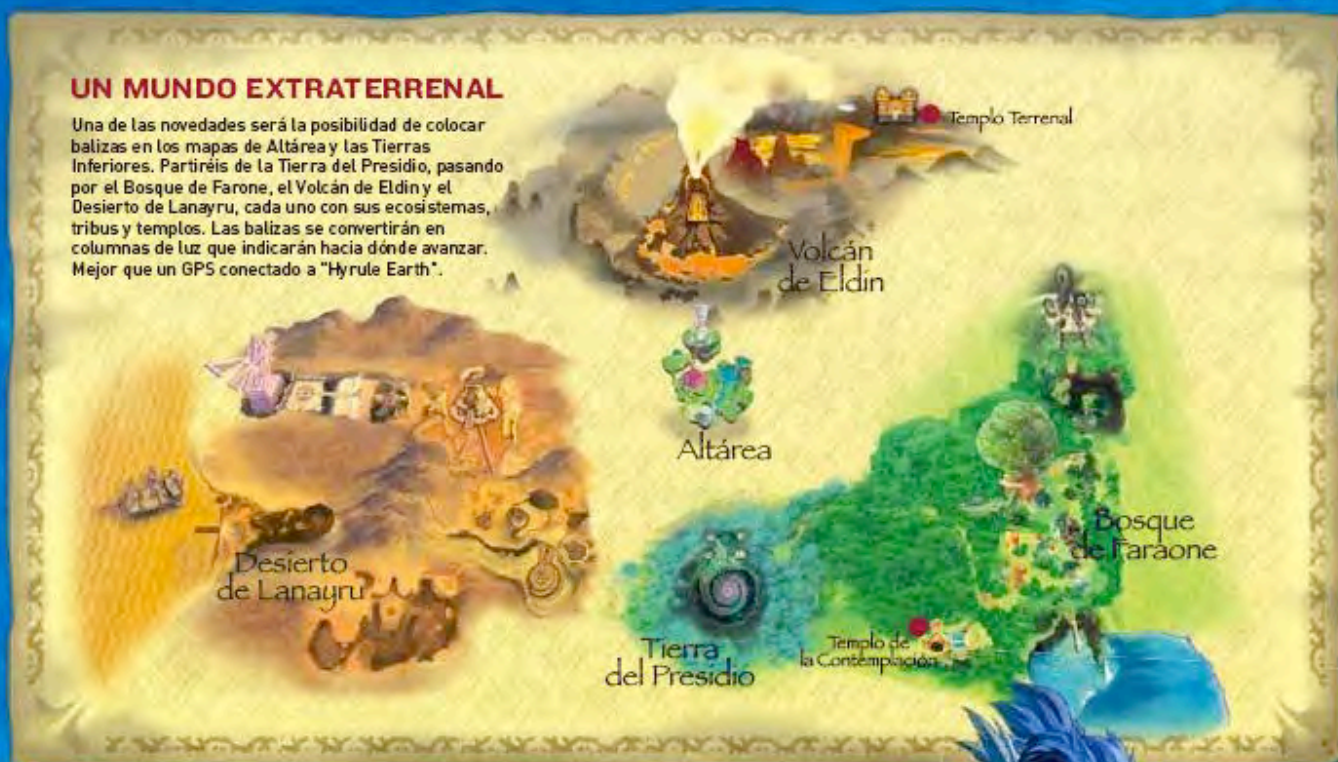 UN MUNDO EXTRATERRENAL
Una de las novedades será la posibilidad de colocar
balizas en los mapas de Altárea y las Tierras
Inferiores. Partiréis de la Tierra del Presidio, pasando
por el Bosque de Farone, el Volcán de Eldin y el
Desierto de Lanayru, cada uno con sus ecosistemas,
tribus y templos. Las balizas se convertirán en
columnas de luz que indicarán hacia dónde avanzar.
Mejor que un GPS conectado a "Hyrule Earth".
Templo Terrenal
Volcán
de Eldin
Altárea
Desierto
de Lanayru
Bosque
de Faraone
Tierra
del Presidio
Templo de
la Contemplación